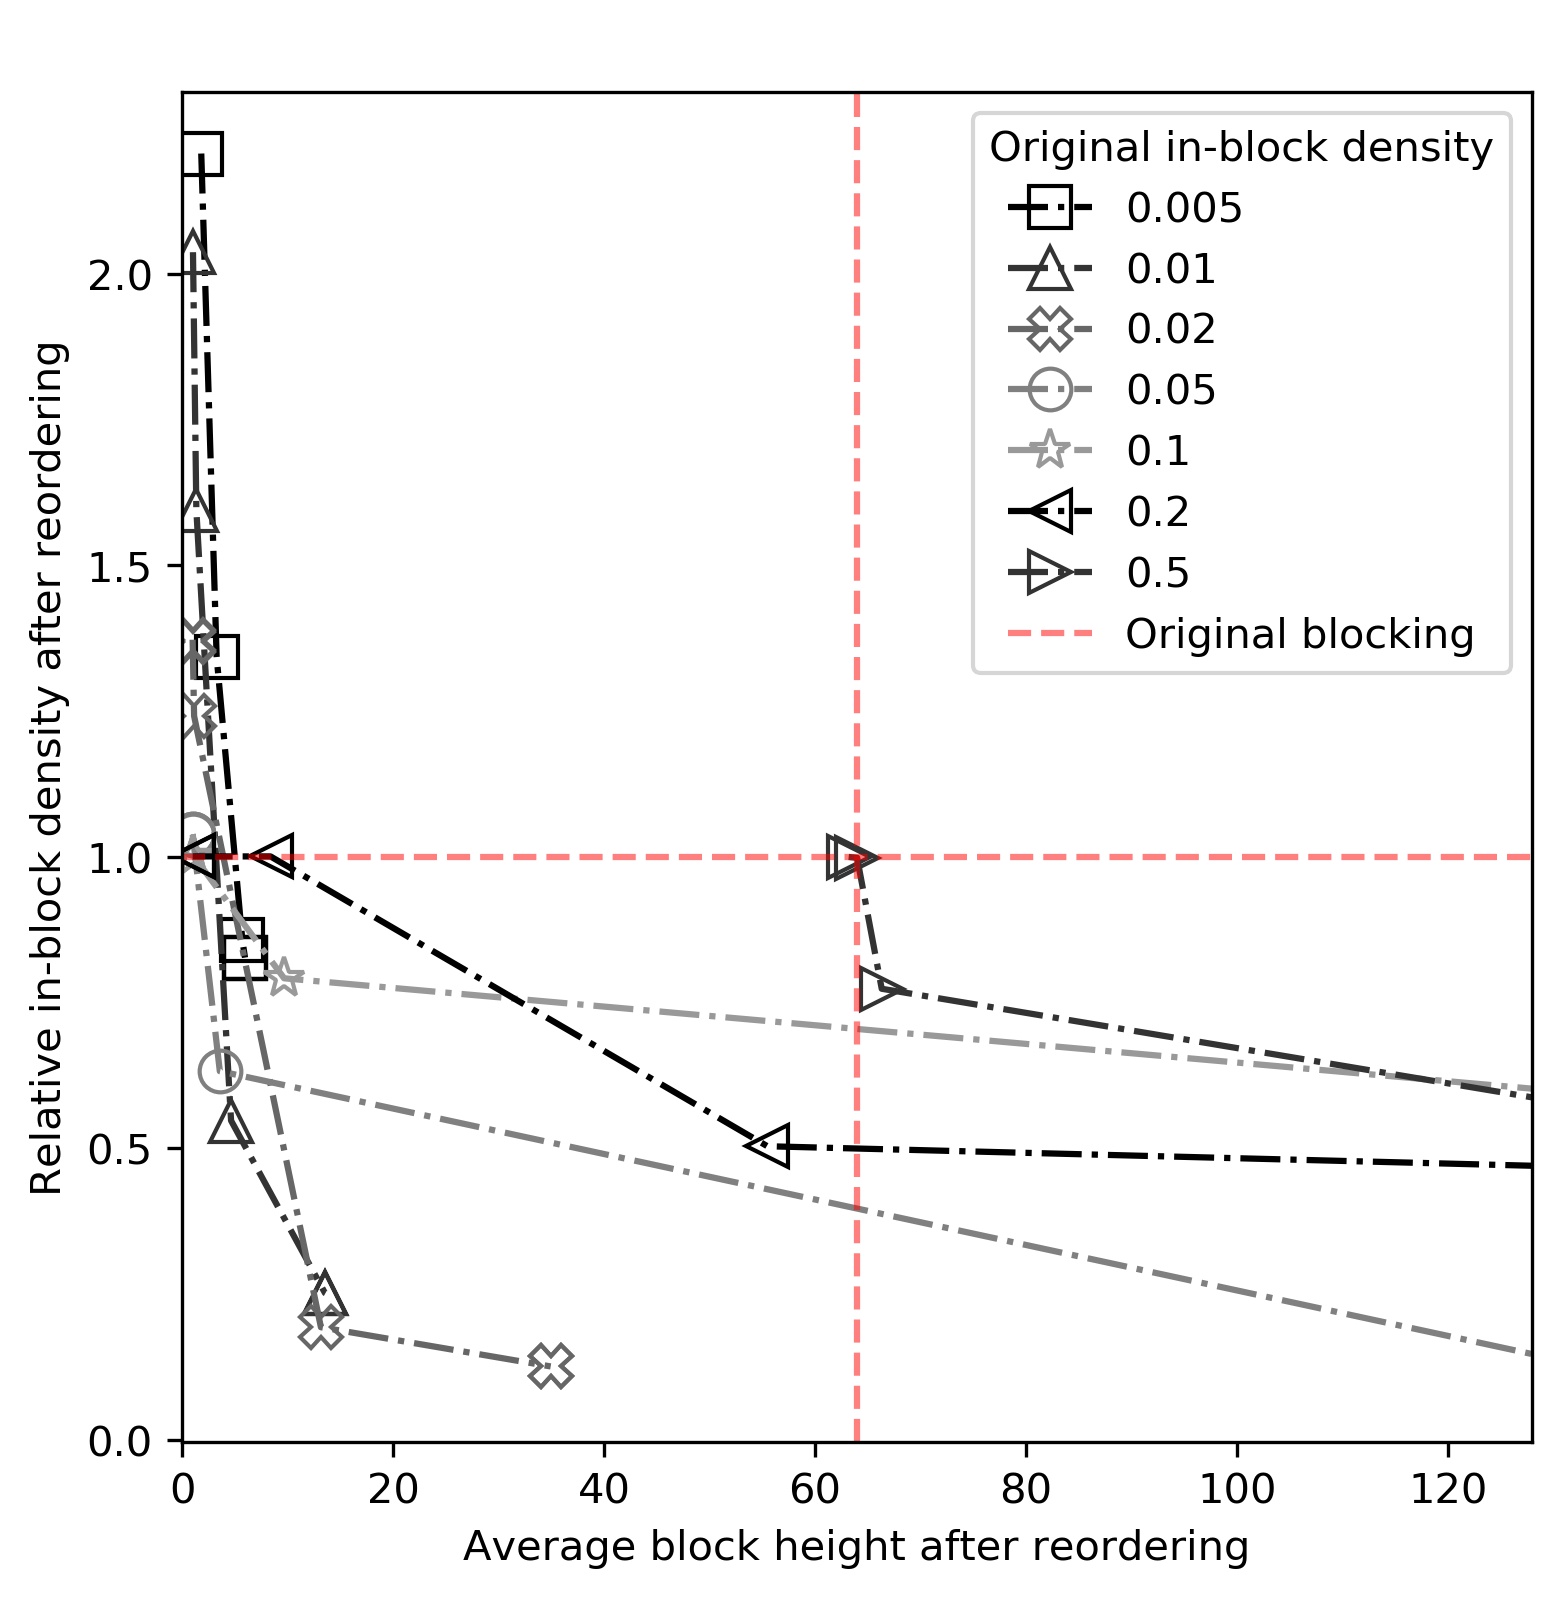 Original in-block density
0.005
0.01
0.02
0.05
0.1
0.2
0.5
Original blocking
Relative in-block density after reordering
2.0
1.5
1.0
0.5
0.0
0 20 40 60 80 100 120
Average block height after reordering